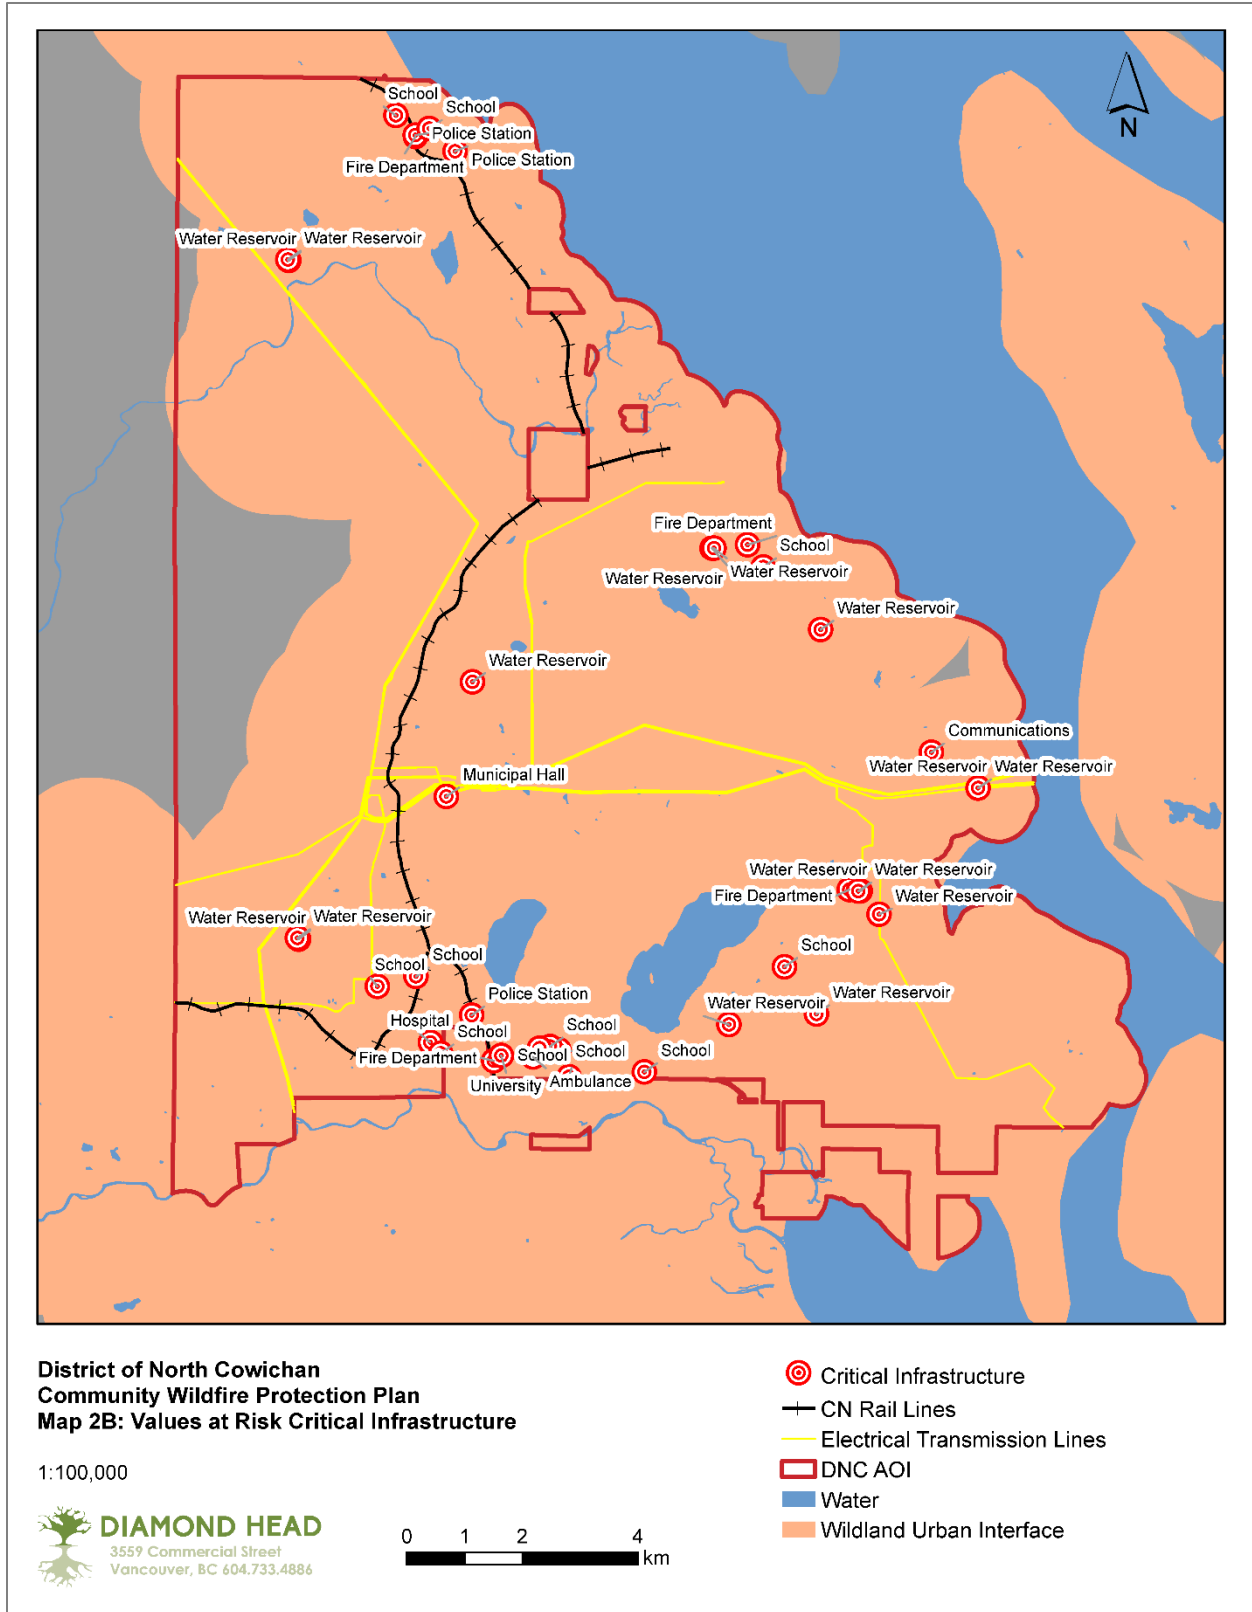 School
School
Police Station
Fire Department
Police Station
N
Water Reservoir
Water Reservoir
Fire Department
School
Water Reservoir
Water Reservoir
Water Reservoir
Water Reservoir
Communications
Water Reservoir
Water Reservoir
Municipal Hall
Water Reservoir
Water Reservoir
Fire Department
Water Reservoir
Water Reservoir
Water Reservoir
School
School
School
Police Station
Water Reservoir
Water Reservoir
Hospital
School
School
Fire Department
School
School
School
University
Ambulance
District of North Cowichan
Community Wildfire Protection Plan
Map 2B: Values at Risk Critical Infrastructure
1:100,000
DIAMOND HEAD
3559 Commercial Street
Vancouver, BC 604.733.4886
0 1 2 4
km
Critical Infrastructure
CN Rail Lines
Electrical Transmission Lines
DNC AOI
Water
Wildland Urban Interface